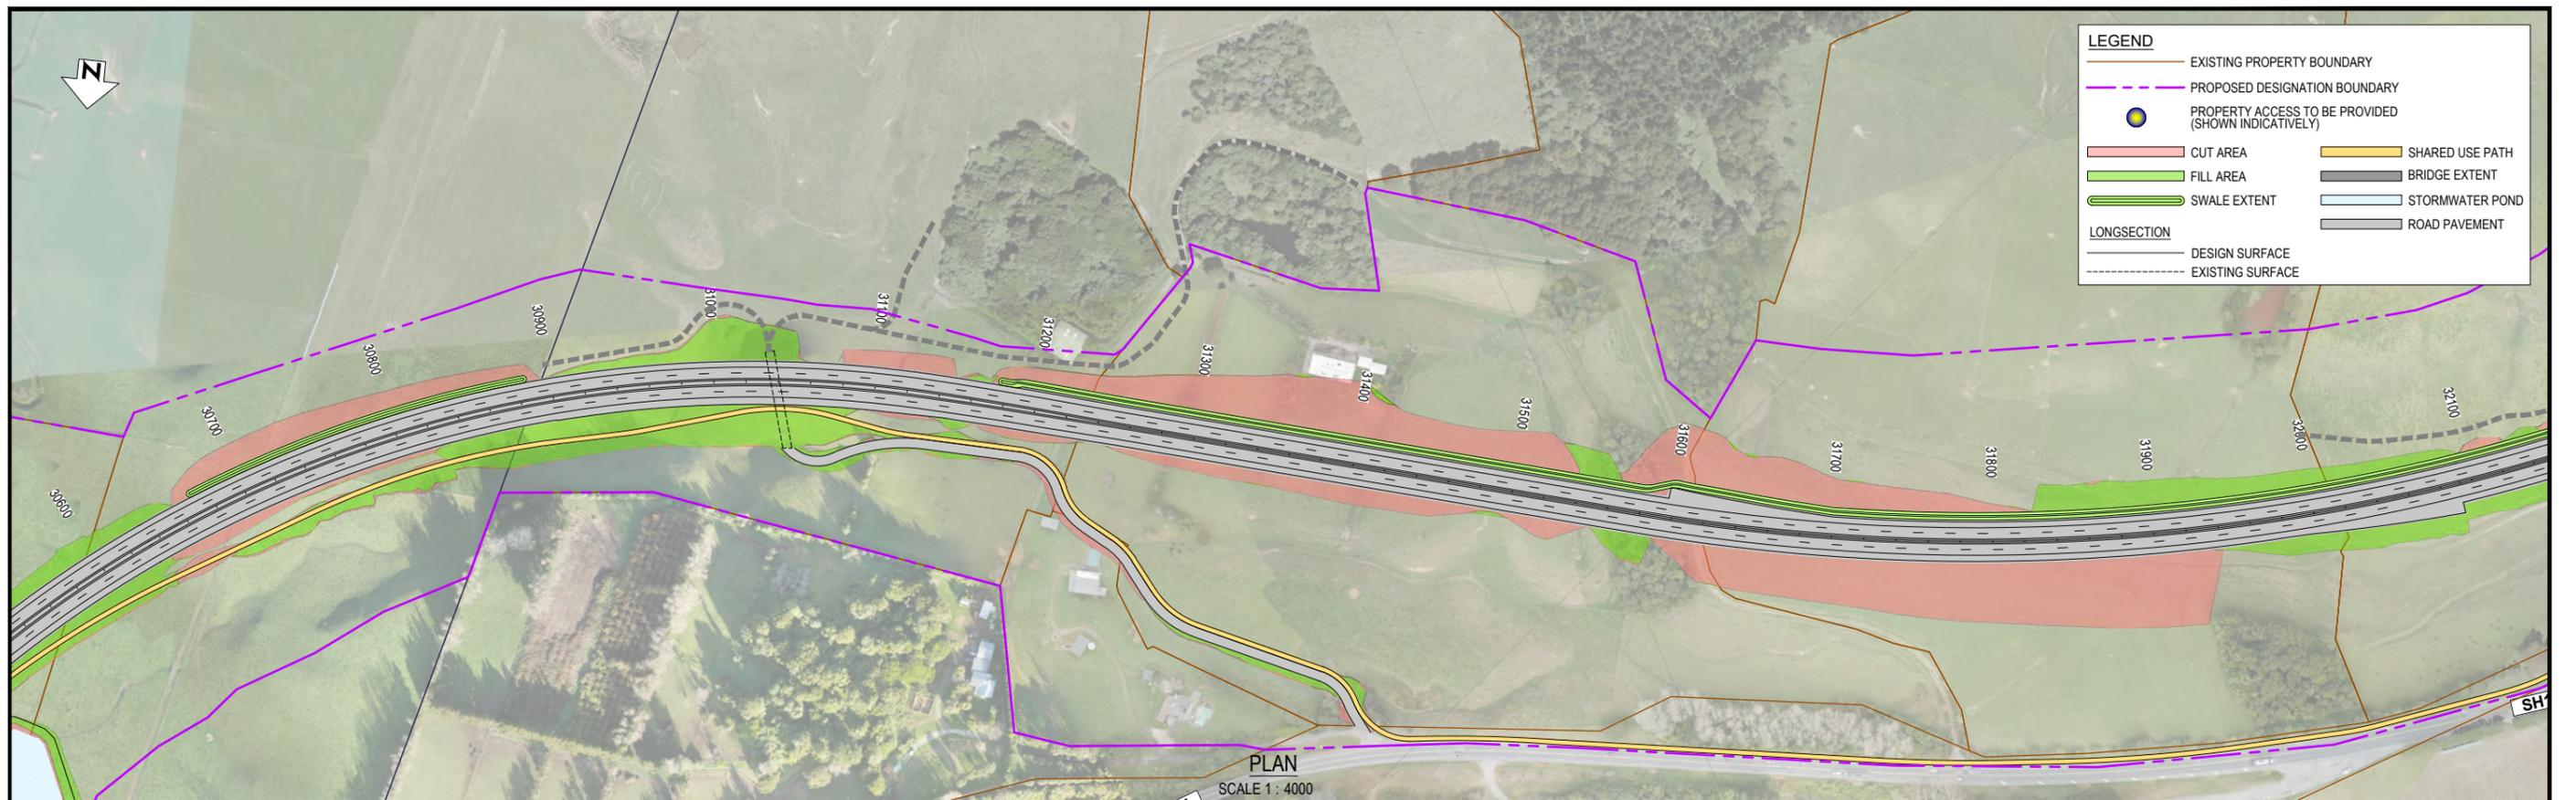 N
LEGEND
EXISTING PROPERTY BOUNDARY
PROPOSED DESIGNATION BOUNDARY
PROPERTY ACCESS TO BE PROVIDED
(SHOWN INDICATIVELY)
CUT AREA
SHARED USE PATH
FILL AREA
BRIDGE EXTENT
SWALE EXTENT
STORMWATER POND
ROAD PAVEMENT
LONGSECTION
DESIGN SURFACE
EXISTING SURFACE
30600
30700
30800
30900
31000
31100
31200
31300
31400
31500
31600
31700
31800
31900
32000
32100
SH1
PLAN
SCALE 1 : 4000